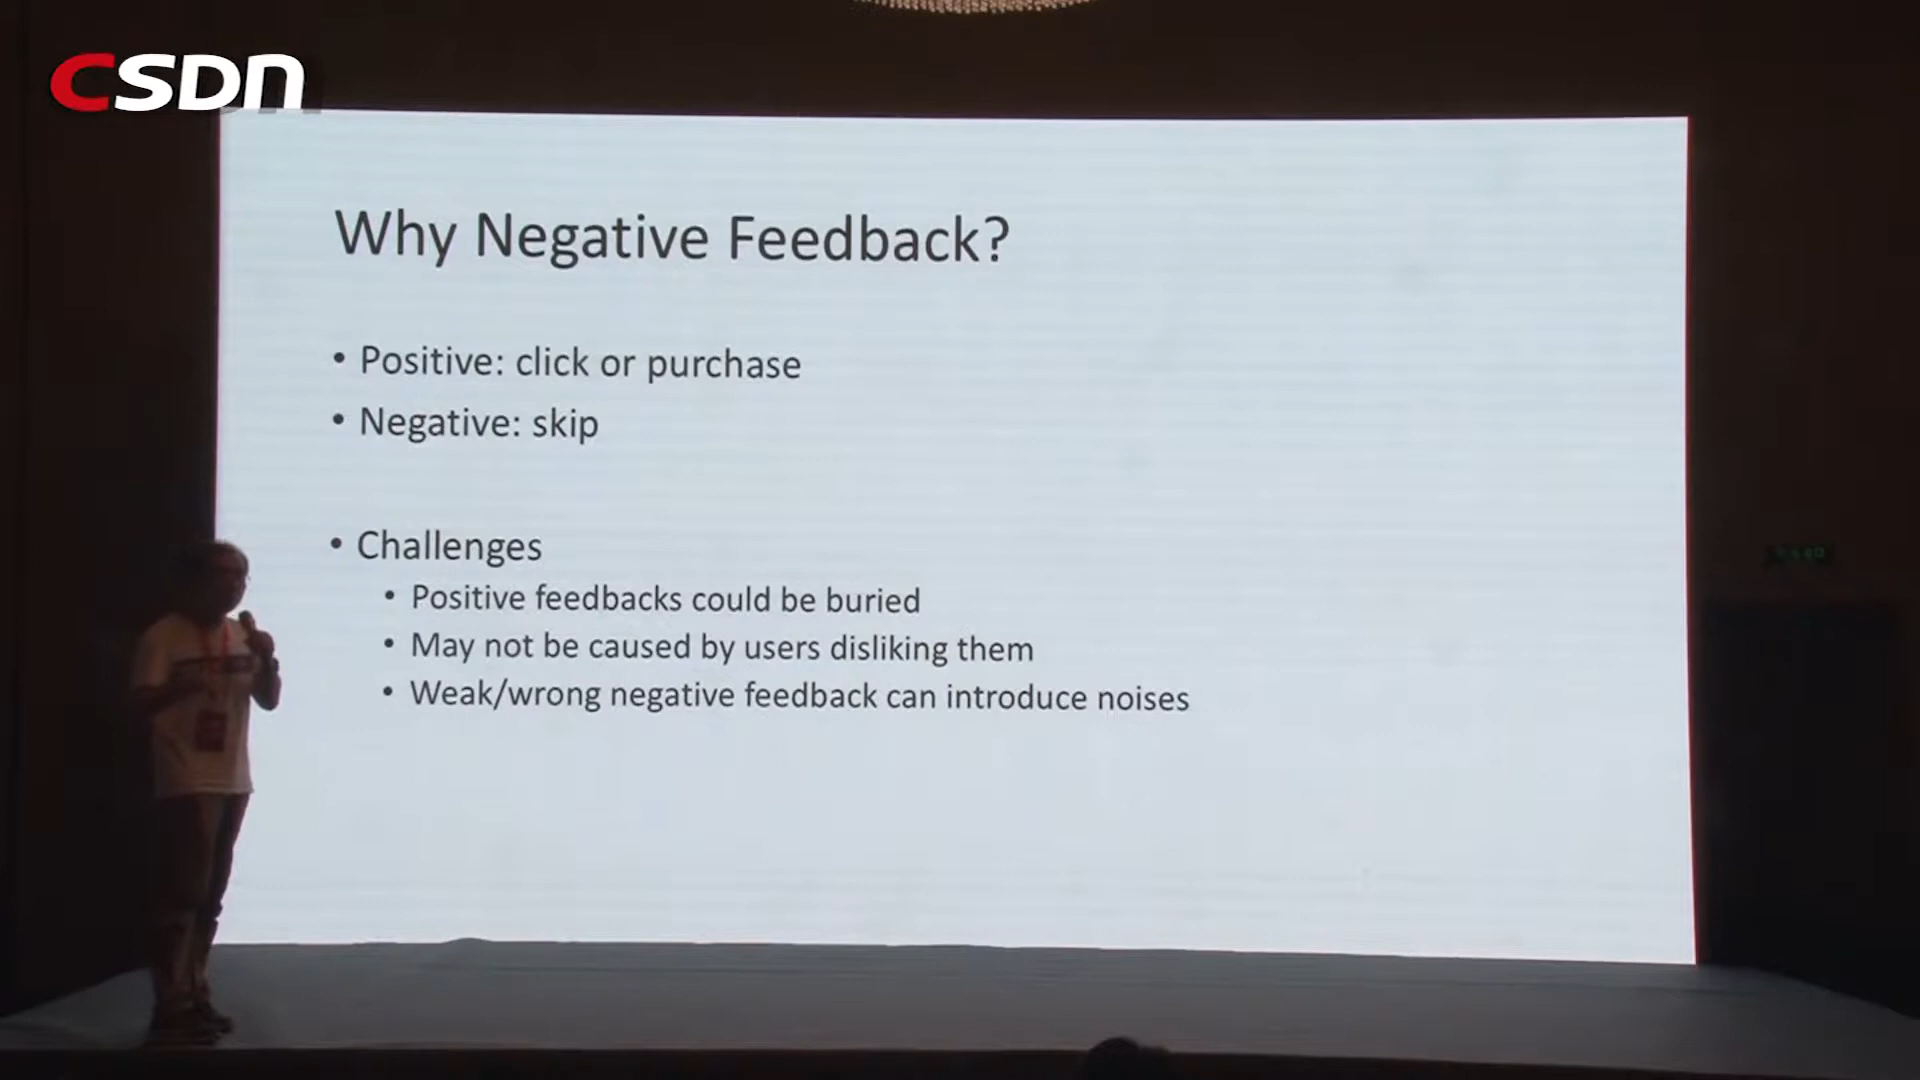 CSDN
Why Negative Feedback?
• Positive: click or purchase
• Negative: skip
• Challenges
• Positive feedbacks could be buried
• May not be caused by users disliking them
• Weak/wrong negative feedback can introduce noises